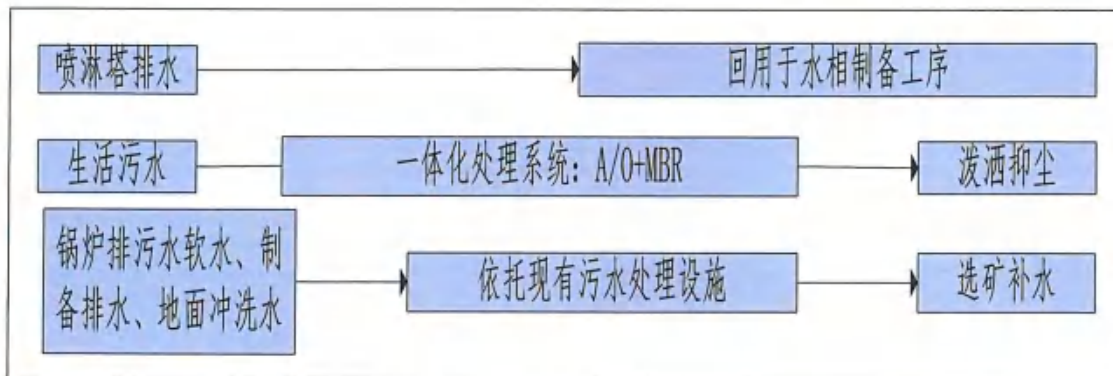 喷淋塔排水
回用于水相制备工序
生活污水
一体化处理系统：A/O+MBR
泼洒抑尘
锅炉排污水软水、制
备排水、地面冲洗水
依托现有污水处理设施
选矿补水